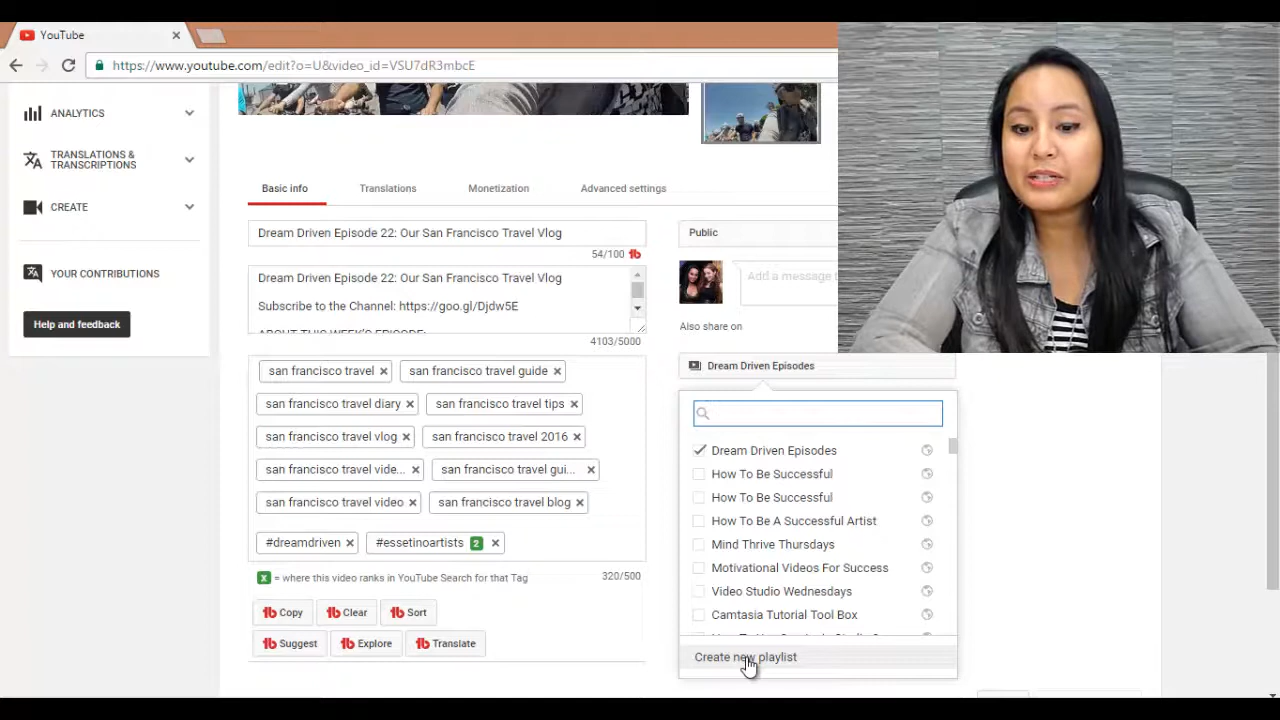 YouTube
https://www.youtube.com/edit?o=U&video_id=VSU7dR3mbcE
ANALYTICS
TRANSLATIONS &
TRANSCRIPTIONS
CREATE
YOUR CONTRIBUTIONS
Help and feedback
Basic info Translations Monetization Advanced settings
Dream Driven Episode 22: Our San Francisco Travel Vlog
54/100
Dream Driven Episode 22: Our San Francisco Travel Vlog
Subscribe to the Channel: https://goo.gl/Djdw5E
ABOUT THIS WEEK'S EPISODE:
4103/5000
san francisco travel san francisco travel guide
san francisco travel diary san francisco travel tips
san francisco travel vlog san francisco travel 2016
san francisco travel vide... san francisco travel gui...
san francisco travel video san francisco travel blog
#dreamdriven #essetinoartists 2
x = where this video ranks in YouTube Search for that Tag
320/500
Copy Clear Sort
Suggest Explore Translate
Public
Add a message
Also share on
Dream Driven Episodes
Dream Driven Episodes
How To Be Successful
How To Be Successful
How To Be A Successful Artist
Mind Thrive Thursdays
Motivational Videos For Success
Video Studio Wednesdays
Camtasia Tutorial Tool Box
Create new playlist